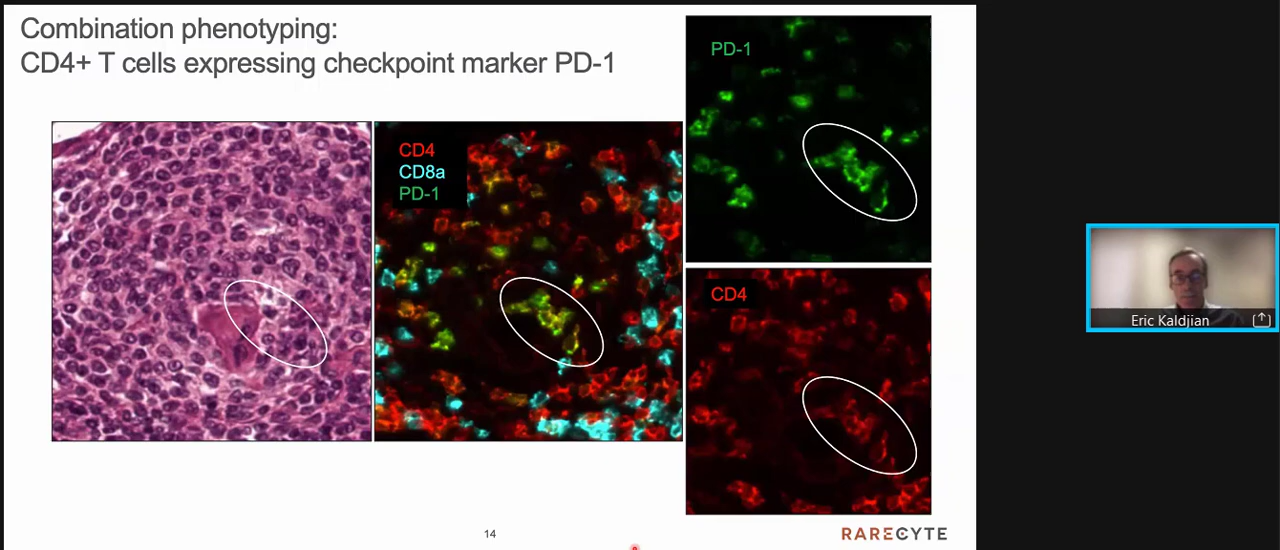 Combination phenotyping:
CD4+ T cells expressing checkpoint marker PD-1
CD4
CD8a
PD-1
PD-1
CD4
14
RARECYTE
Eric Kaldjian